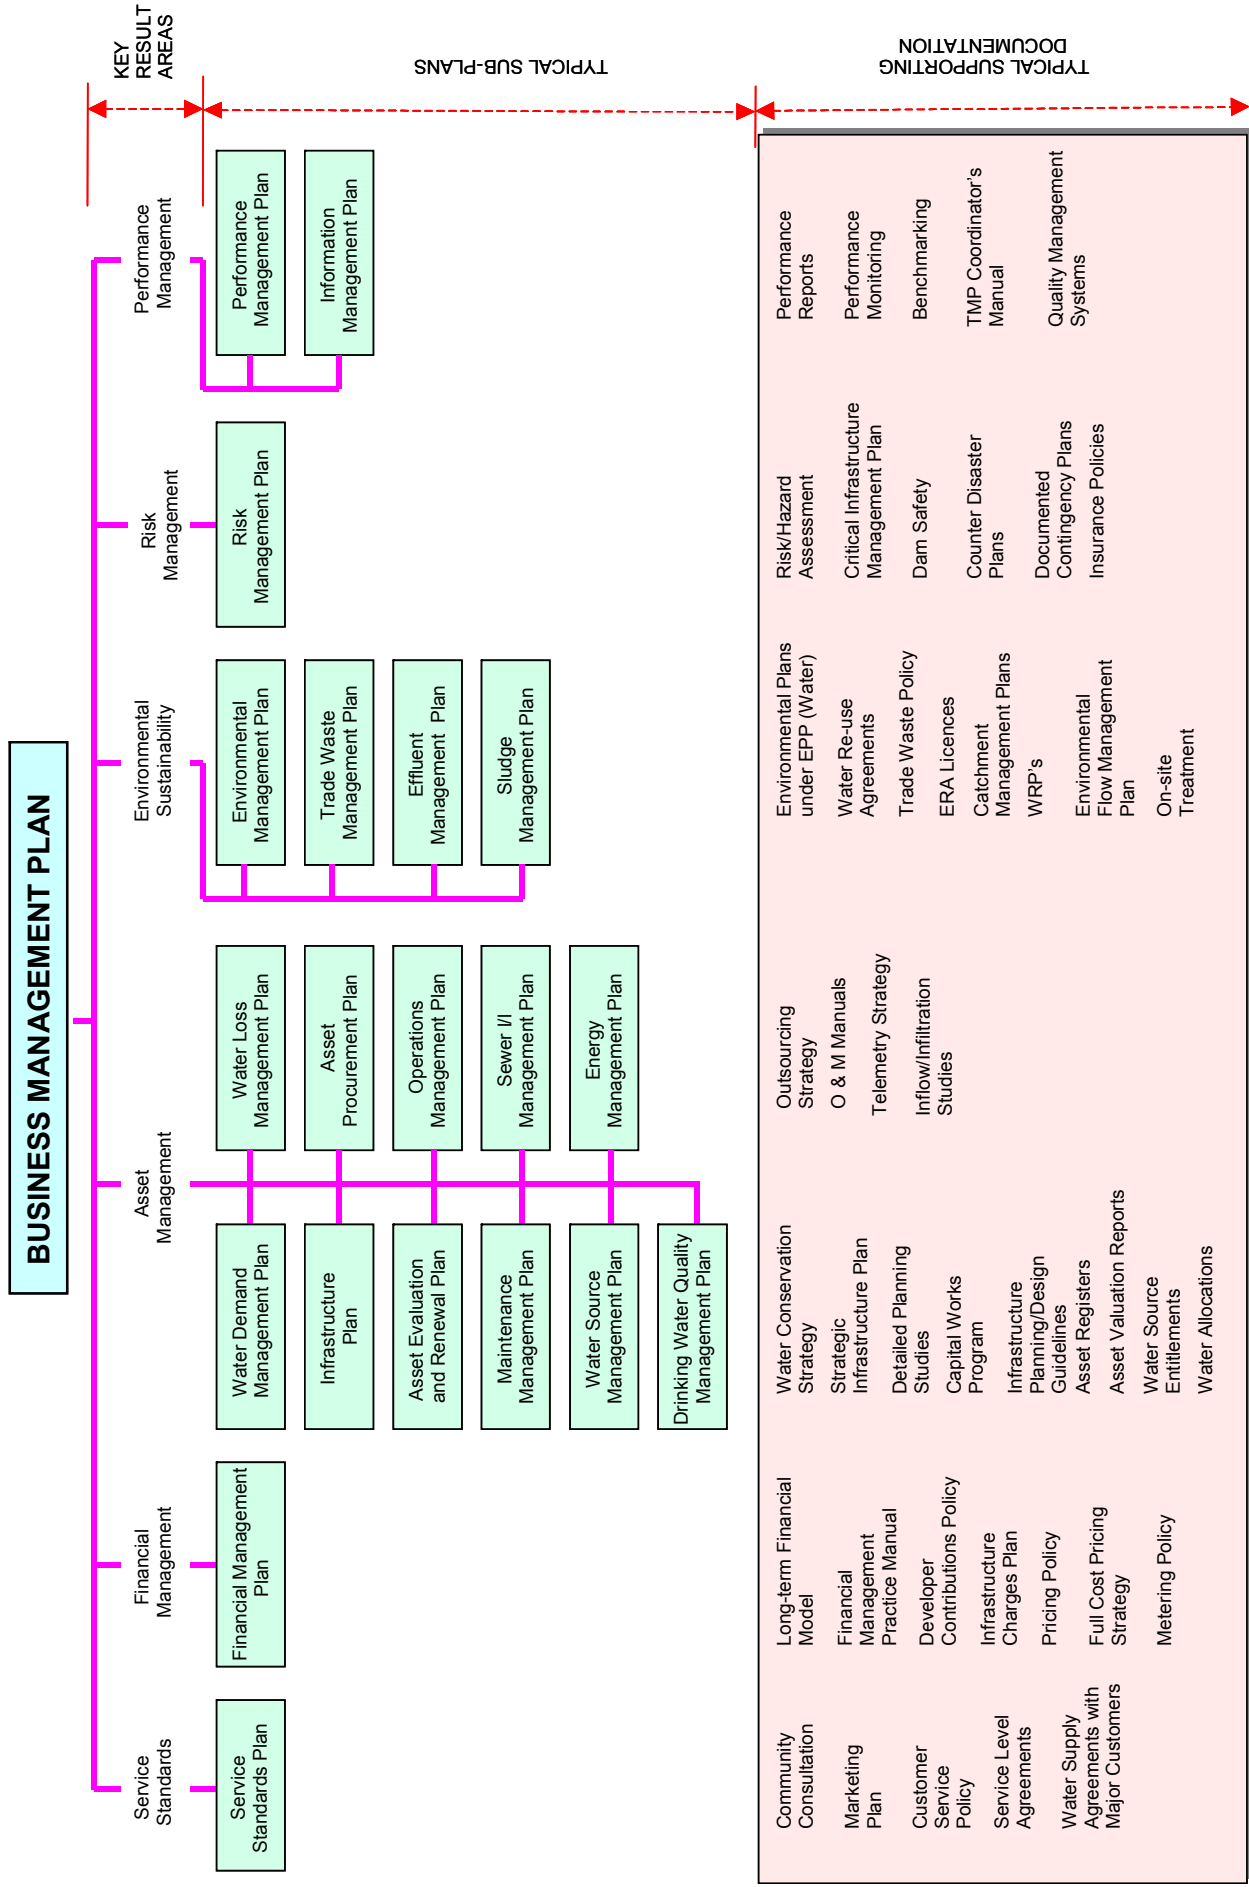 BUSINESS MANAGEMENT PLAN
KEY
RESULT
AREAS
Service
Standards
Financial
Management
Asset
Management
Environmental
Sustainability
Risk
Management
Performance
Management
TYPICAL SUB-PLANS
Service
Standards Plan
Financial Management
Plan
Water Demand
Management Plan
Water Loss
Management Plan
Infrastructure
Plan
Asset
Procurement Plan
Asset Evaluation
and Renewal Plan
Operations
Management Plan
Maintenance
Management Plan
Sewer I/I
Management Plan
Water Source
Management Plan
Energy
Management Plan
Drinking Water Quality
Management Plan
Environmental
Management Plan
Trade Waste
Management Plan
Effluent
Management Plan
Sludge
Management Plan
Risk
Management Plan
Performance
Management Plan
Information
Management Plan
TYPICAL SUPPORTING
DOCUMENTATION
Community
Consultation
Marketing
Plan
Customer
Service
Policy
Service Level
Agreements
Water Supply
Agreements with
Major Customers
Long-term Financial
Model
Financial
Management
Practice Manual
Developer
Contributions Policy
Infrastructure
Charges Plan
Pricing Policy
Full Cost Pricing
Strategy
Metering Policy
Water Conservation
Strategy
Strategic
Infrastructure Plan
Detailed Planning
Studies
Capital Works
Program
Infrastructure
Planning/Design
Guidelines
Asset Registers
Asset Valuation Reports
Water Source
Entitlements
Water Allocations
Outsourcing
Strategy
O & M Manuals
Telemetry Strategy
Inflow/Infiltration
Studies
Environmental Plans
under EPP (Water)
Water Re-use
Agreements
Trade Waste Policy
ERA Licences
Catchment
Management Plans
WRP's
Environmental
Flow Management
Plan
On-site
Treatment
Risk/Hazard
Assessment
Critical Infrastructure
Management Plan
Dam Safety
Counter Disaster
Plans
Documented
Contingency Plans
Insurance Policies
Performance
Reports
Performance
Monitoring
Benchmarking
TMP Coordinator's
Manual
Quality Management
Systems